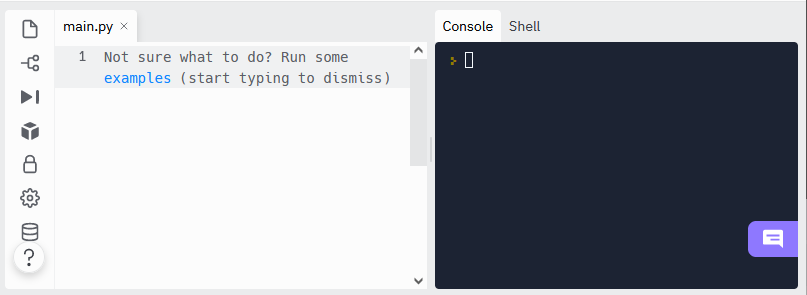 main.py ×
Console Shell
1 Not sure what to do? Run some
examples (start typing to dismiss)
?